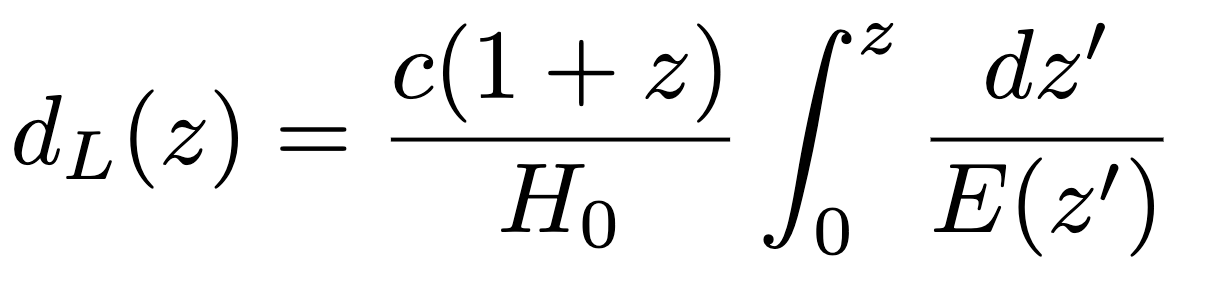 d_L(z) = \frac{c(1+z)}{H_0} \int_0^z \frac{dz'}{E(z')}